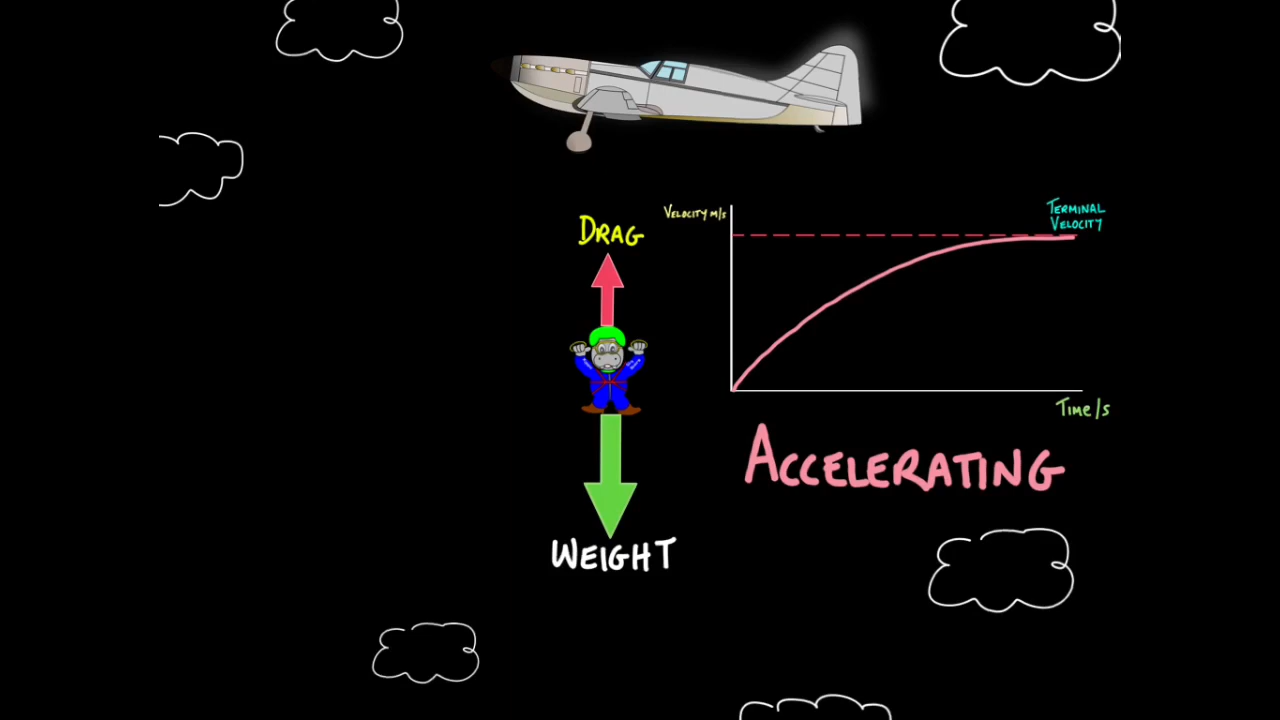 VELOCITY M/S
TERMINAL
VELOCITY
DRAG
WEIGHT
TIME/S
ACCELERATING